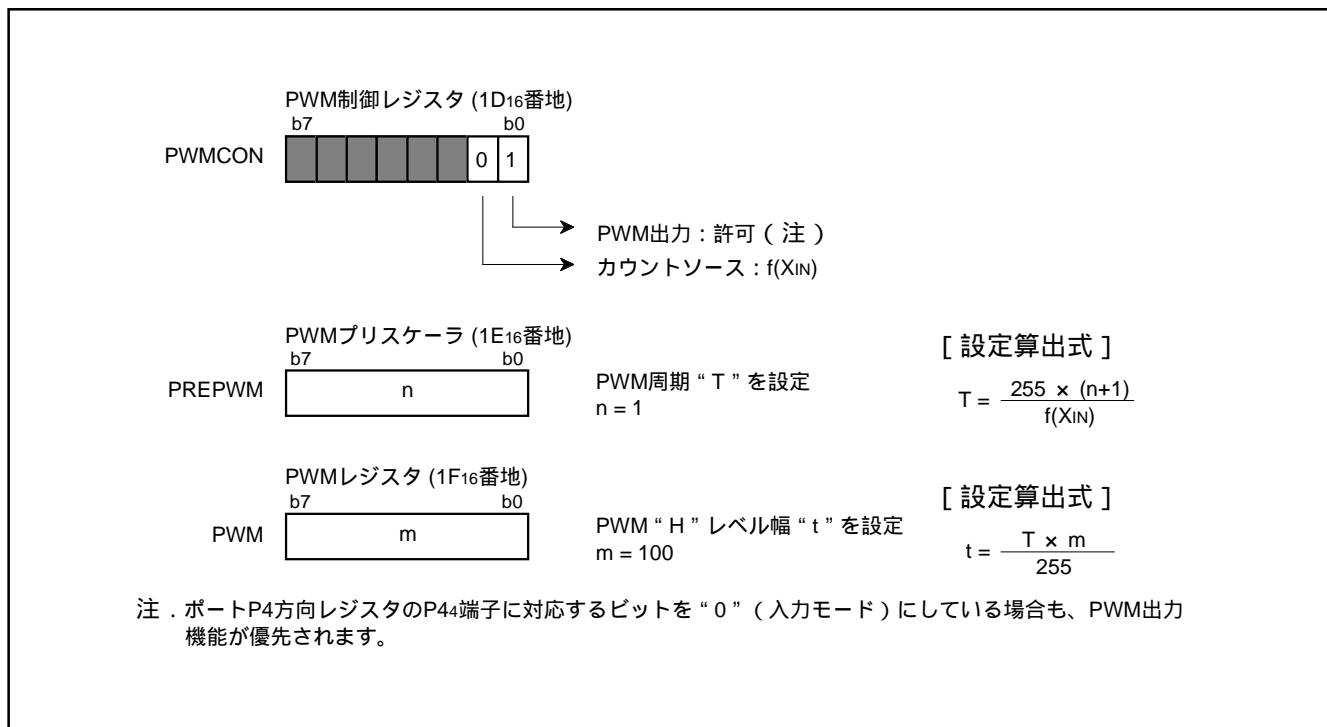 PWM制御レジスタ (1D16番地)
b7 b0
PWMCON 0 1
PWM出力：許可（注）
カウントソース：f(XIN)
PWMプリスケーラ (1E16番地)
b7 b0
PREPWM n
PWM周期“T”を設定
n = 1
［設定算出式］
T = 255 × (n+1)
f(XIN)
PWMレジスタ (1F16番地)
b7 b0
PWM m
PWM“H”レベル幅“t”を設定
m = 100
［設定算出式］
t = T × m
255
注．ポートP4方向レジスタのP44端子に対応するビットを“0”（入力モード）にしている場合も、PWM出力
機能が優先されます。